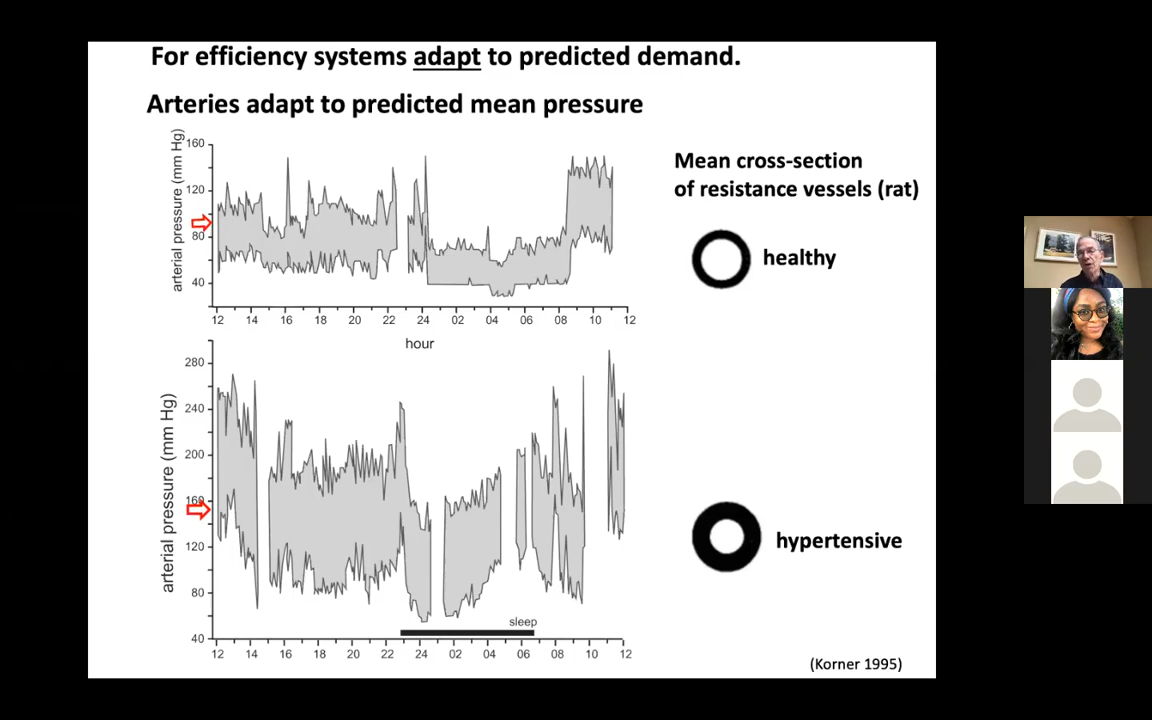 For efficiency systems adapt to predicted demand.
Arteries adapt to predicted mean pressure
arterial pressure (mm Hg)
160
120
80
40
12 14 16 18 20 22 24 02 04 06 08 10 12
hour
Mean cross-section
of resistance vessels (rat)
healthy
arterial pressure (mm Hg)
280
240
200
160
120
80
40
sleep
12 14 16 18 20 22 24 02 04 06 08 10 12
hypertensive
(Korner 1995)